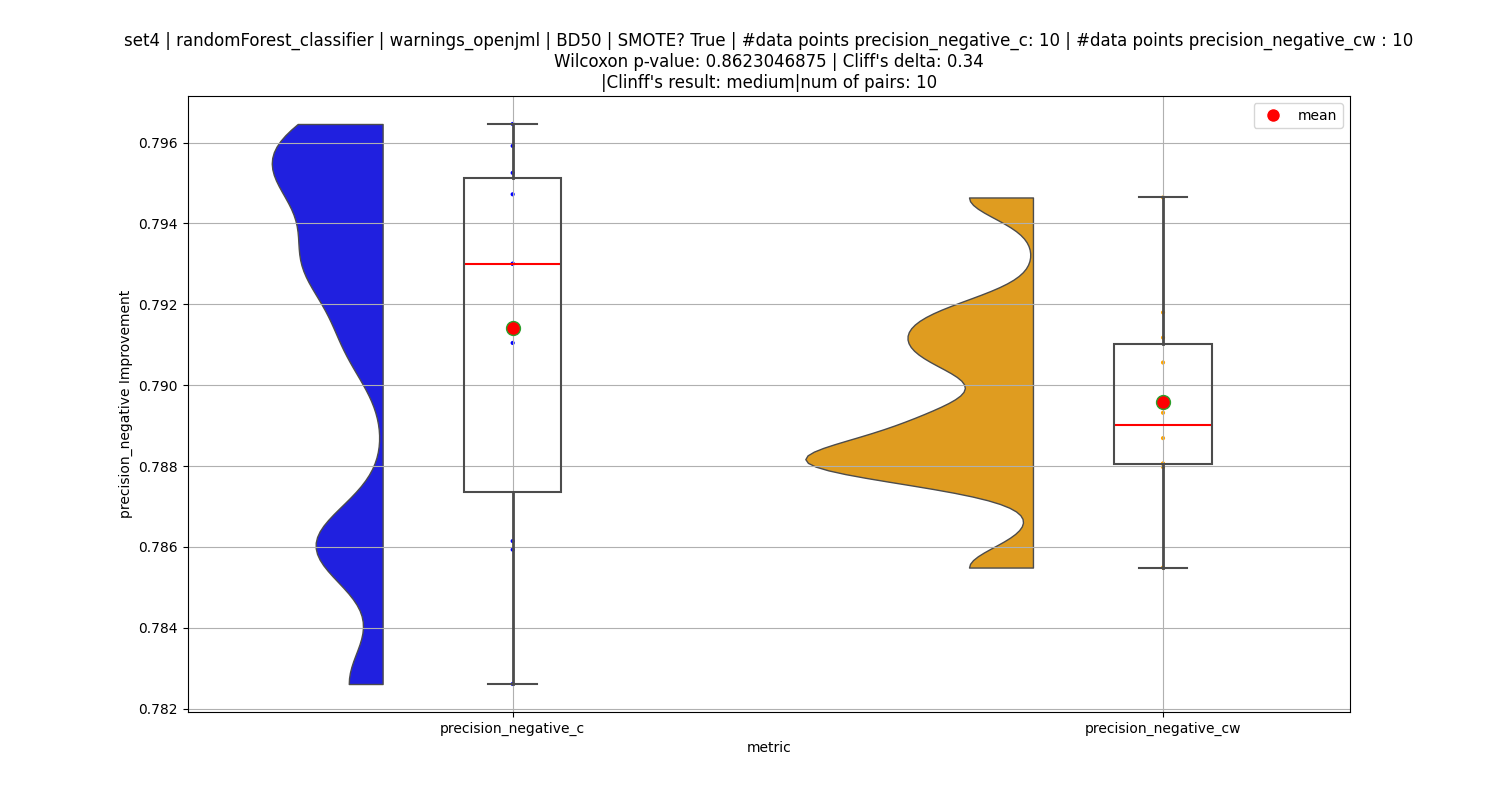 set4 | randomForest_classifier | warnings_openjml | BD50 | SMOTE? True | #data points precision_negative_c: 10 | #data points precision_negative_cw : 10
Wilcoxon p-value: 0.8623046875 | Cliff's delta: 0.34
|Clinff's result: medium|num of pairs: 10
mean
0.796
0.794
0.792
0.790
0.788
0.786
0.784
0.782
precision_negative Improvement
precision_negative_c
precision_negative_cw
metric